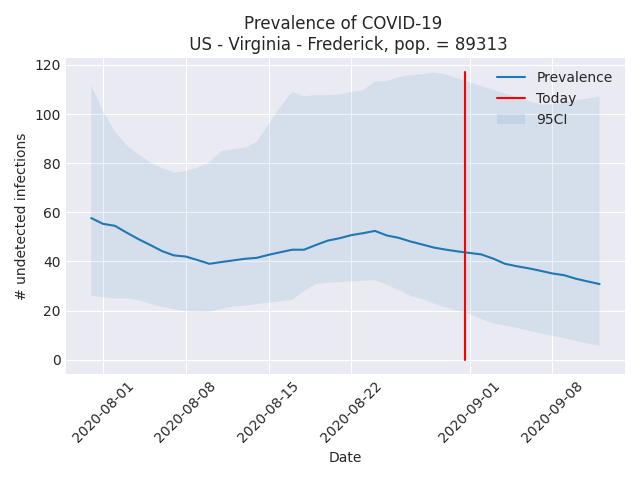 Prevalence of COVID-19
US - Virginia - Frederick, pop. = 89313
120
100
80
60
40
20
0
# undetected infections
Prevalence
Today
95CI
2020-08-01
2020-08-08
2020-08-15
2020-08-22
2020-09-01
2020-09-08
Date